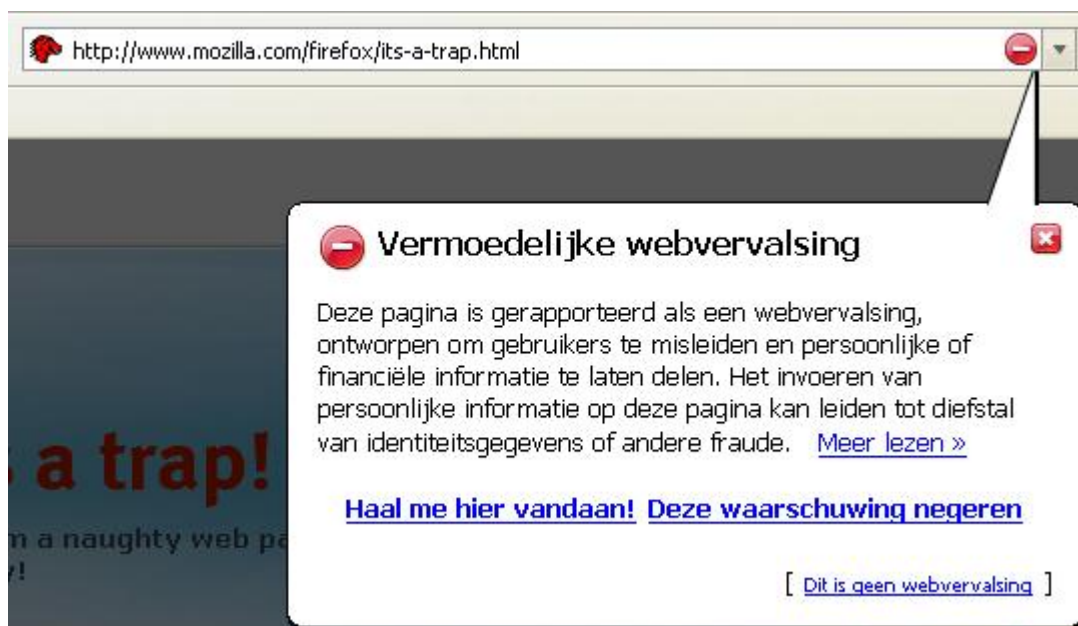 http://www.mozilla.com/firefox/its-a-trap.html
Vermoedelijke webvervalsing
Deze pagina is gerapporteerd als een webvervalsing,
ontworpen om gebruikers te misleiden en persoonlijke of
financiële informatie te laten delen. Het invoeren van
persoonlijke informatie op deze pagina kan leiden tot diefstal
van identiteitsgegevens of andere fraude. Meer lezen »
Haal me hier vandaan! Deze waarschuwing negeren
[ Dit is geen webvervalsing ]
a trap!
a naughty web